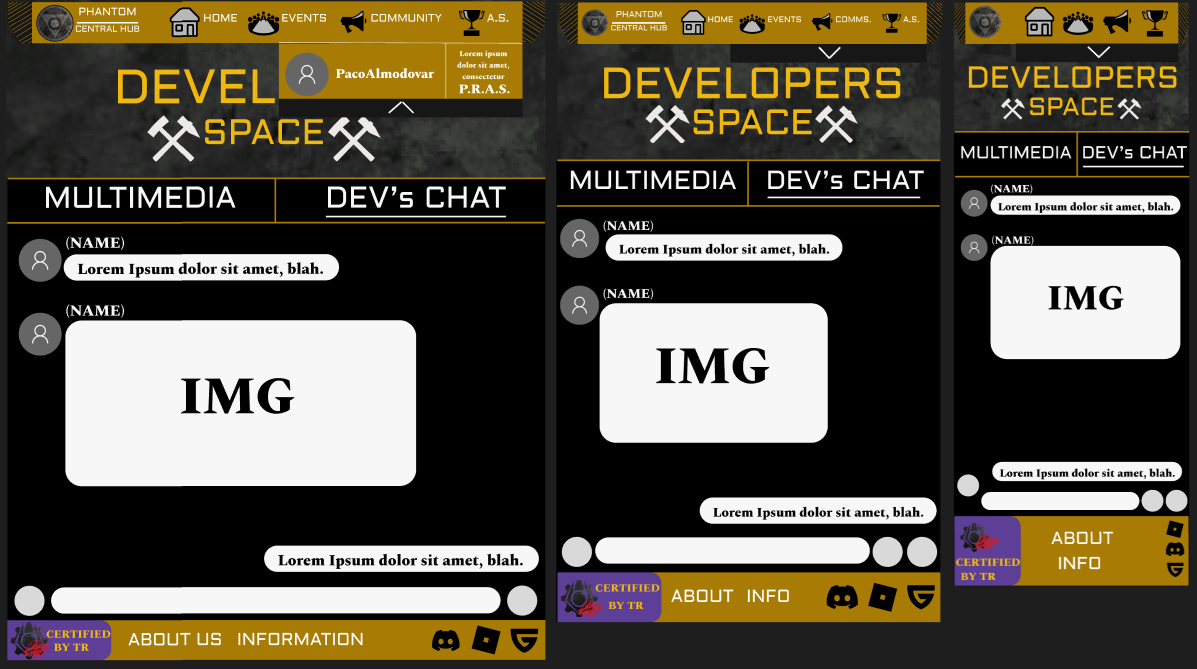 PHANTOM
CENTRAL HUB
HOME
EVENTS
COMMUNITY
A.S.
PacoAlmodovar
Lorem ipsum
dolor sit amet,
consectetur
P.R.A.S.
DEVEL
SPACE
MULTIMEDIA
DEV's CHAT
(NAME)
Lorem Ipsum dolor sit amet, blah.
(NAME)
IMG
Lorem Ipsum dolor sit amet, blah.
CERTIFIED
BY TR
ABOUT US
INFORMATION
PHANTOM
CENTRAL HUB
HOME
EVENTS
COMMS.
A.S.
DEVELOPERS
SPACE
MULTIMEDIA
DEV's CHAT
(NAME)
Lorem Ipsum dolor sit amet, blah.
(NAME)
IMG
Lorem Ipsum dolor sit amet, blah.
CERTIFIED
BY TR
ABOUT
INFO
DEVELOPERS
SPACE
MULTIMEDIA
DEV's CHAT
(NAME)
Lorem Ipsum dolor sit amet, blah.
(NAME)
IMG
Lorem Ipsum dolor sit amet, blah.
CERTIFIED
BY TR
ABOUT
INFO